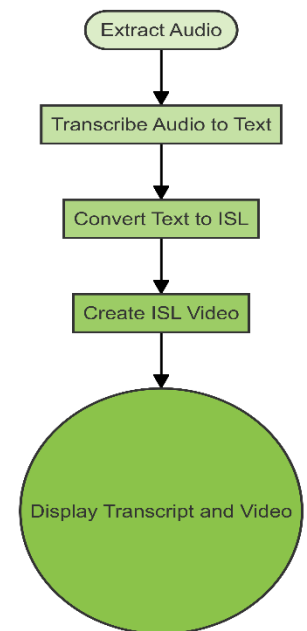 Extract Audio
Transcribe Audio to Text
Convert Text to ISL
Create ISL Video
Display Transcript and Video